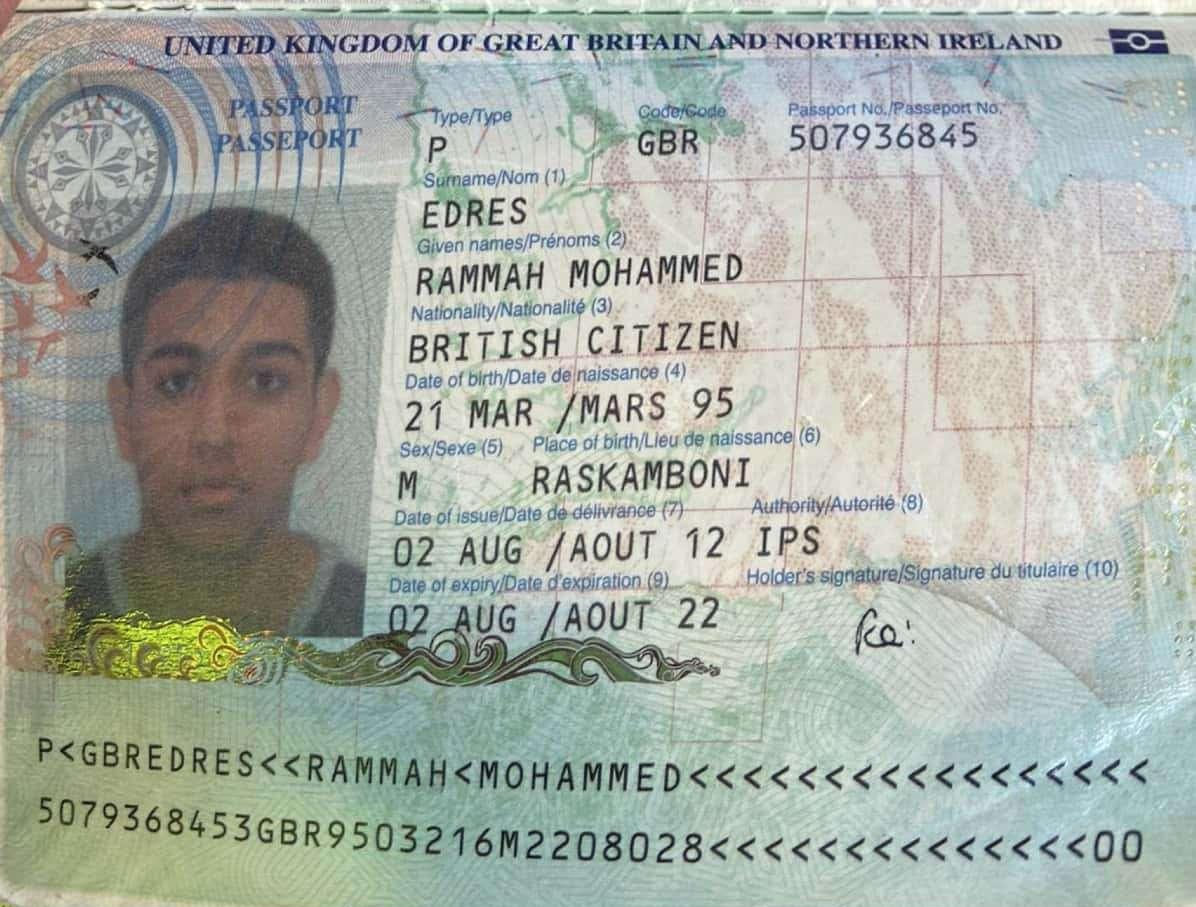 UNITED KINGDOM OF GREAT BRITAIN AND NORTHERN IRELAND
PASSPORT
PASSEPORT
Type/Type Code/Code Passport No./Passeport No.
P GBR 507936845
Surname/Nom (1)
EDRES
Given names/Prénoms (2)
RAMMAH MOHAMMED
Nationality/Nationalité (3)
BRITISH CITIZEN
Date of birth/Date de naissance (4)
21 MAR /MARS 95
Sex/Sexe (5) Place of birth/Lieu de naissance (6)
M RASKAMBONI
Date of issue/Date de délivrance (7) Authority/Autorité (8)
02 AUG /AOUT 12 IPS
Date of expiry/Date d'expiration (9) Holder's signature/Signature du titulaire (10)
02 AUG /AOUT 22
P<GBREDRES<<RAMMAH<MOHAMMED<<<<<<<<<<<<<<<<<
5079368453GBR9503216M2208028<<<<<<<<<<<<<<00